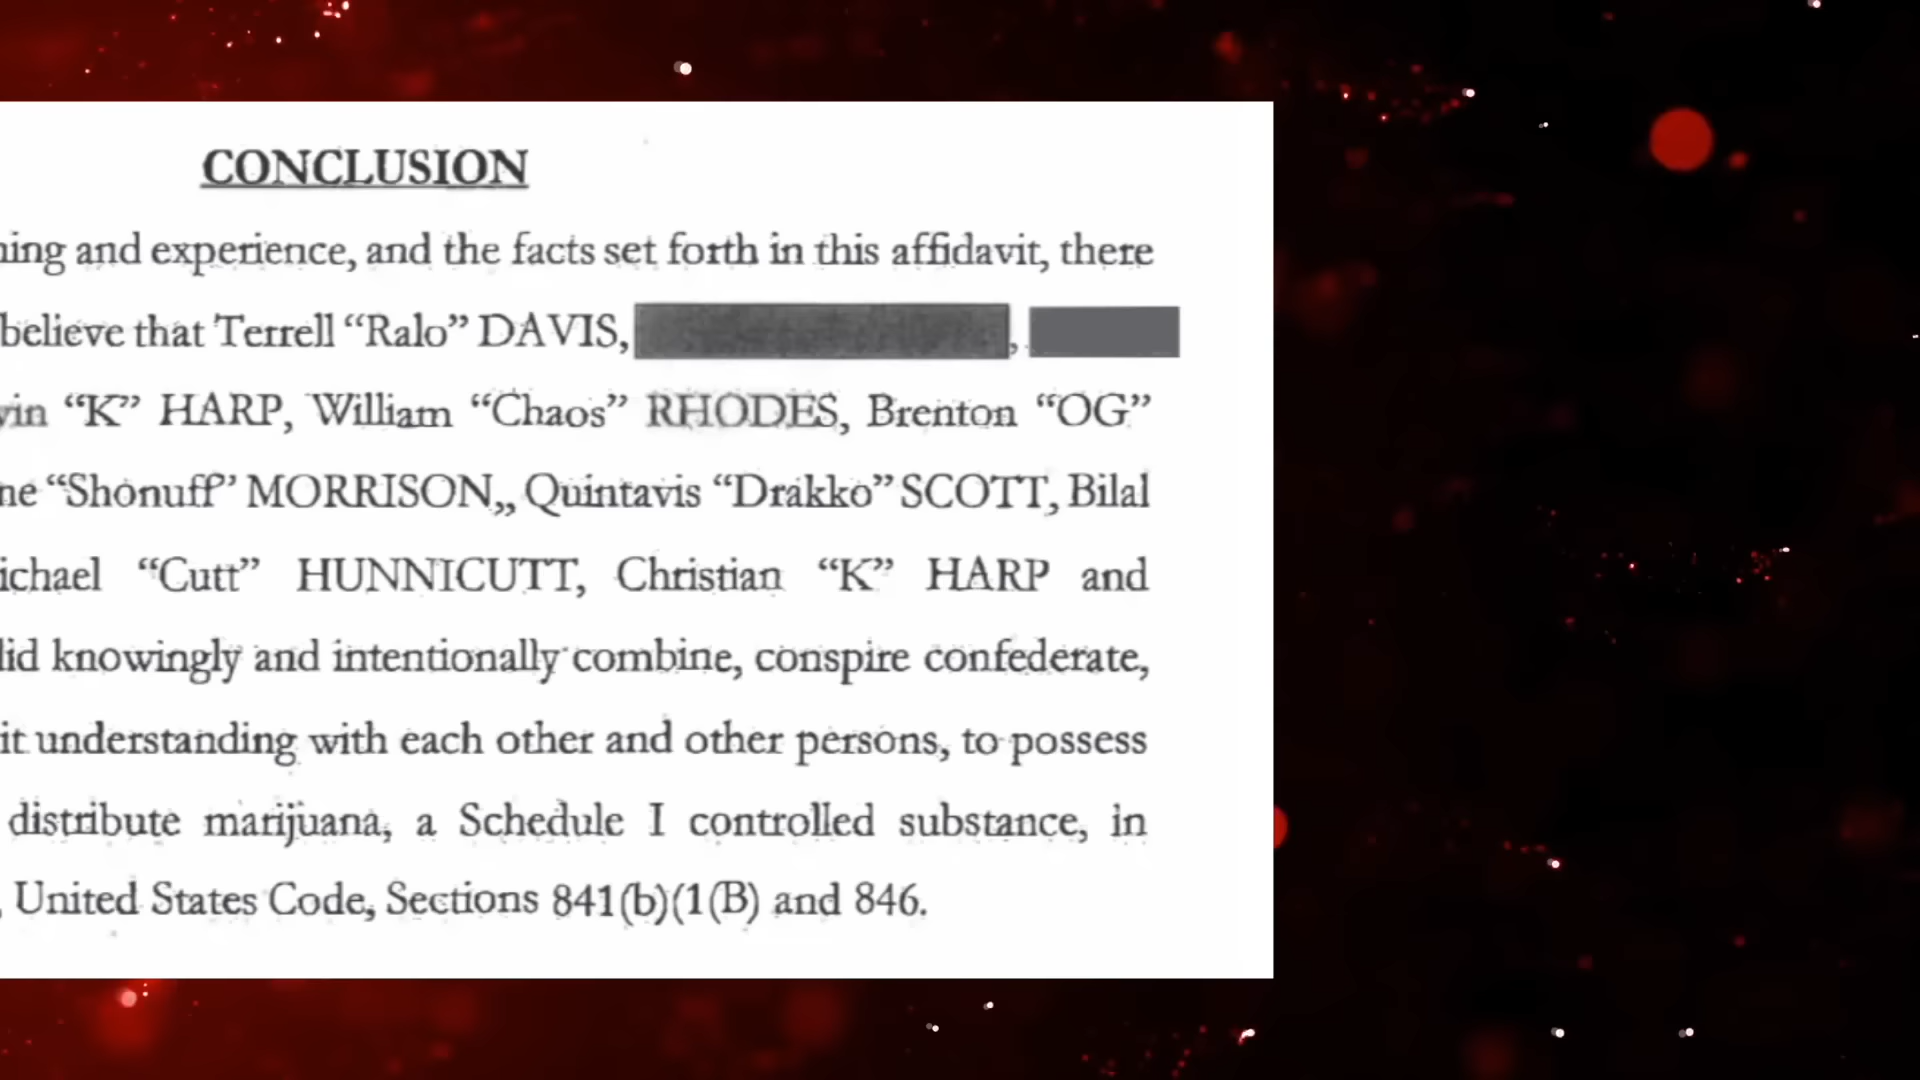 CONCLUSION
ning and experience, and the facts set forth in this affidavit, there
believe that Terrell “Ralo” DAVIS, ,
vin “K” HARP, William “Chaos” RHODES, Brenton “OG”
ne “Shonuff” MORRISON,, Quintavis “Drakko” SCOTT, Bilal
ichael “Cutt” HUNNICUTT, Christian “K” HARP and
lid knowingly and intentionally combine, conspire confederate,
it understanding with each other and other persons, to possess
distribute marijuana, a Schedule I controlled substance, in
, United States Code, Sections 841(b)(1(B) and 846.